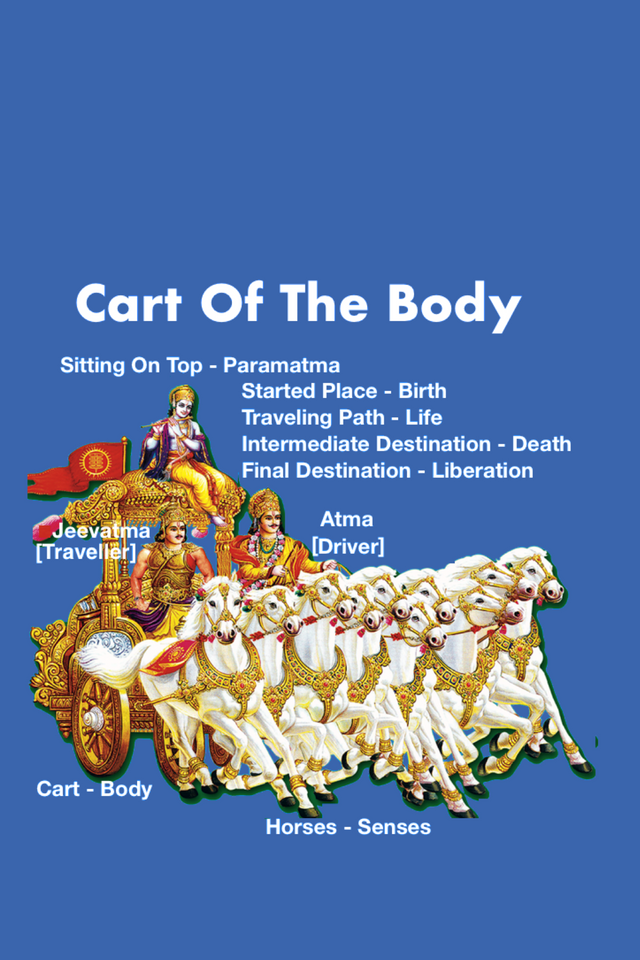 Cart Of The Body
Sitting On Top - Paramatma
Started Place - Birth
Traveling Path - Life
Intermediate Destination - Death
Final Destination - Liberation
Jeevatma
[Traveller]
Atma
[Driver]
Cart - Body
Horses - Senses